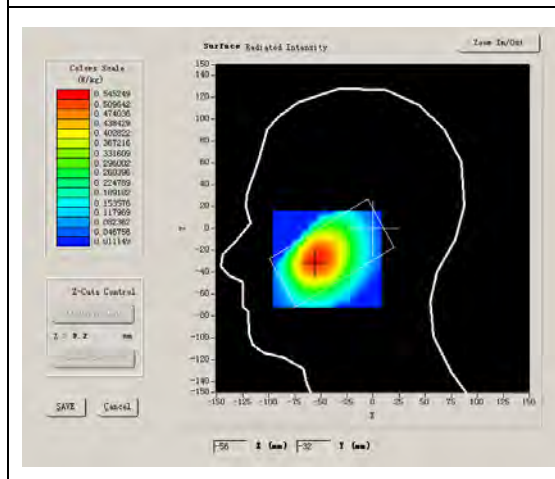 Surface Radiated Intensity
Zoom In/Out
Colors Scale
(W/kg)
0.545249
0.509642
0.474036
0.438429
0.402822
0.367216
0.331609
0.296002
0.260396
0.224789
0.189182
0.153576
0.117969
0.082362
0.046756
0.011149
150
120
100
80
60
40
20
0
-20
-40
-60
-80
-100
-120
-140
-150
Y
-150 -125 -100 -75 -50 -25 0 25 50 75 100 125 150
X
Z-Cuts Control
mm
SAVE Cancel
-56 X (mm) -32 Y (mm)